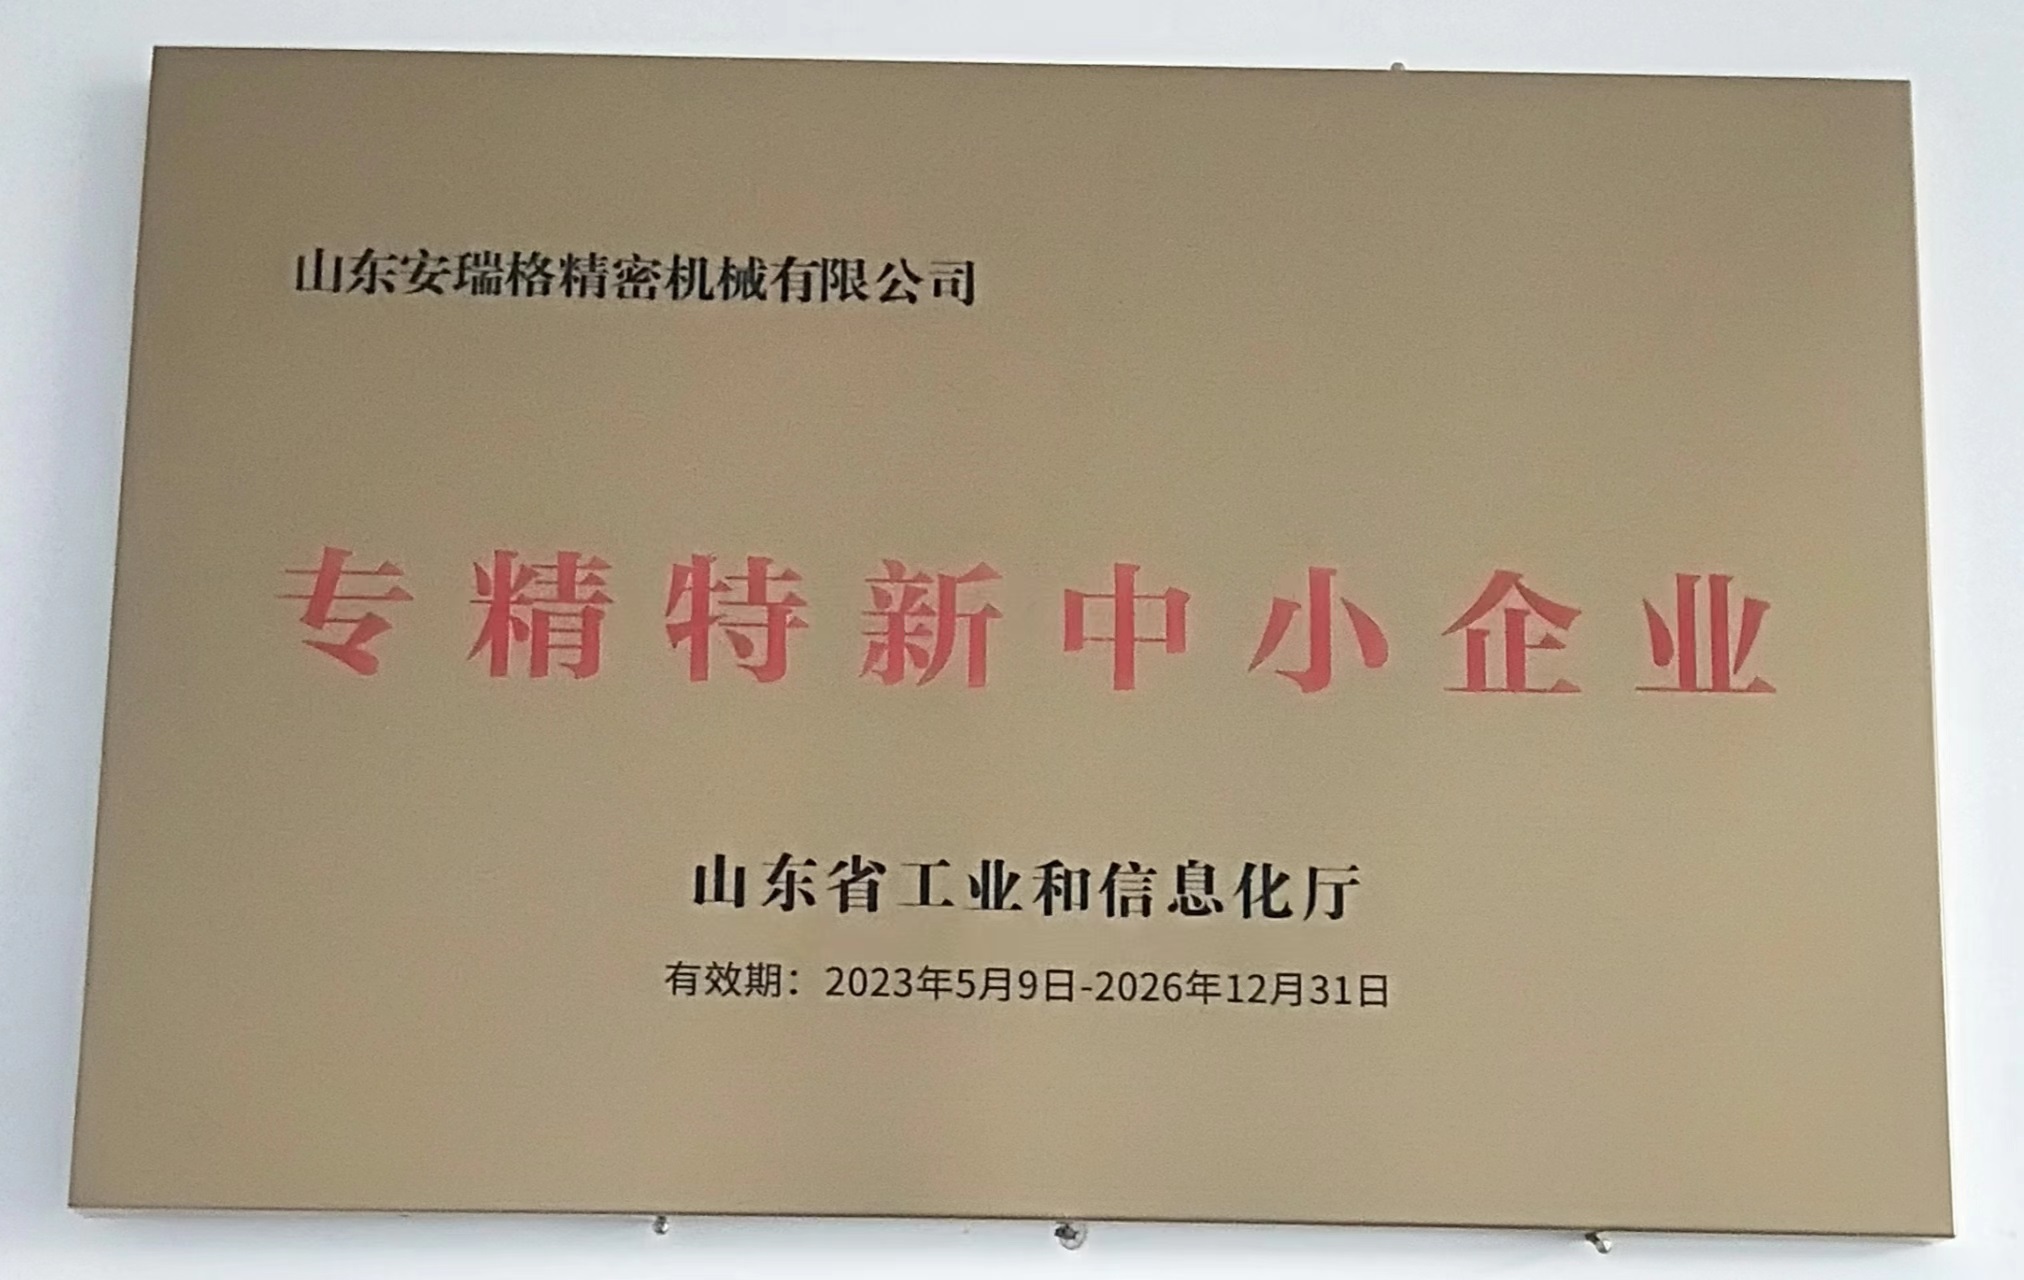 山东安瑞格精密机械有限公司
专精特新中小企业
山东省工业和信息化厅
有效期：2023年5月9日-2026年12月31日